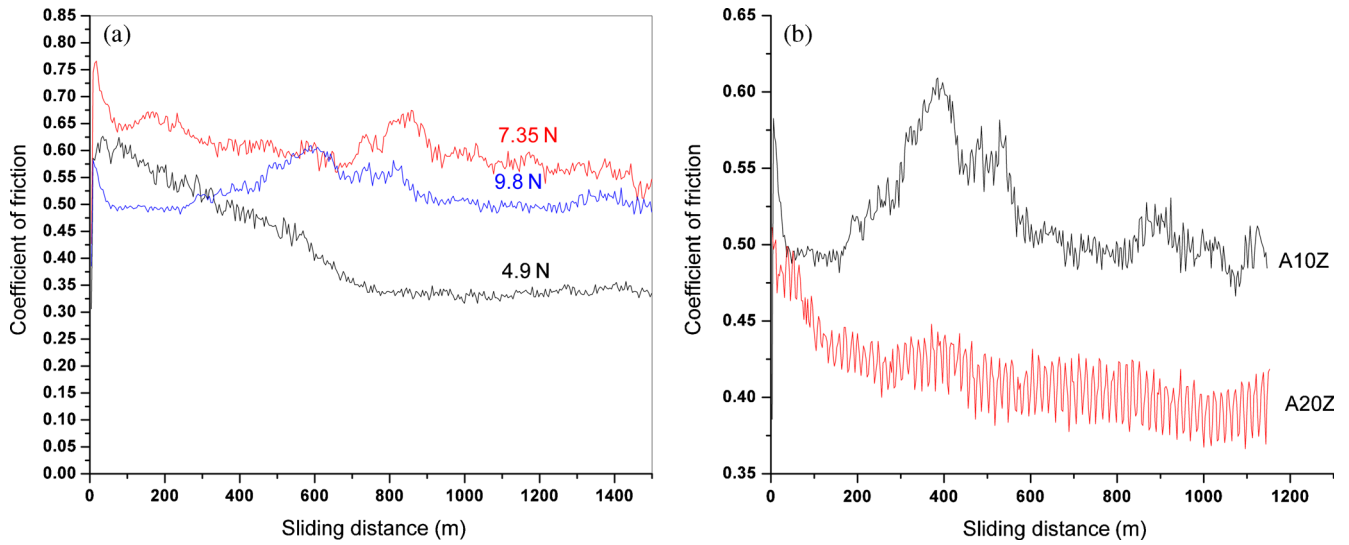 (a)
Coefficient of friction
0.85
0.80
0.75
0.70
0.65
0.60
0.55
0.50
0.45
0.40
0.35
0.30
0.25
0.20
0.15
0.10
0.05
0.00
7.35 N
9.8 N
4.9 N
0 200 400 600 800 1000 1200 1400
Sliding distance (m)
(b)
Coefficient of friction
0.65
0.60
0.55
0.50
0.45
0.40
0.35
A10Z
A20Z
0 200 400 600 800 1000 1200
Sliding distance (m)